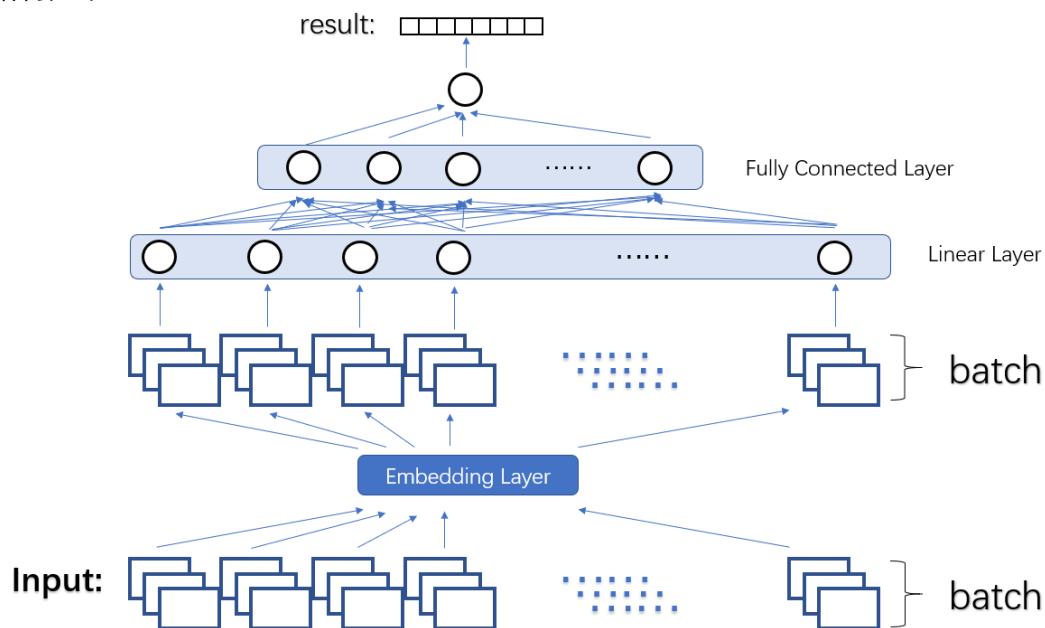 result:
……
Fully Connected Layer
……
Linear Layer
batch
Embedding Layer
Input:
batch